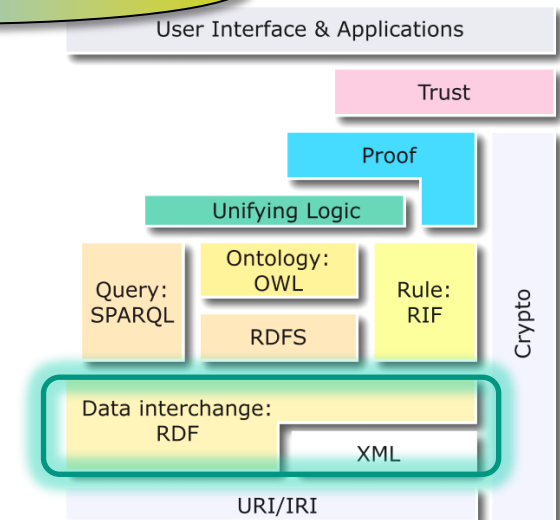 User Interface & Applications
Trust
Proof
Unifying Logic
Query:
SPARQL
Ontology:
OWL
RDFS
Rule:
RIF
Crypto
Data interchange:
RDF
XML
URI/IRI